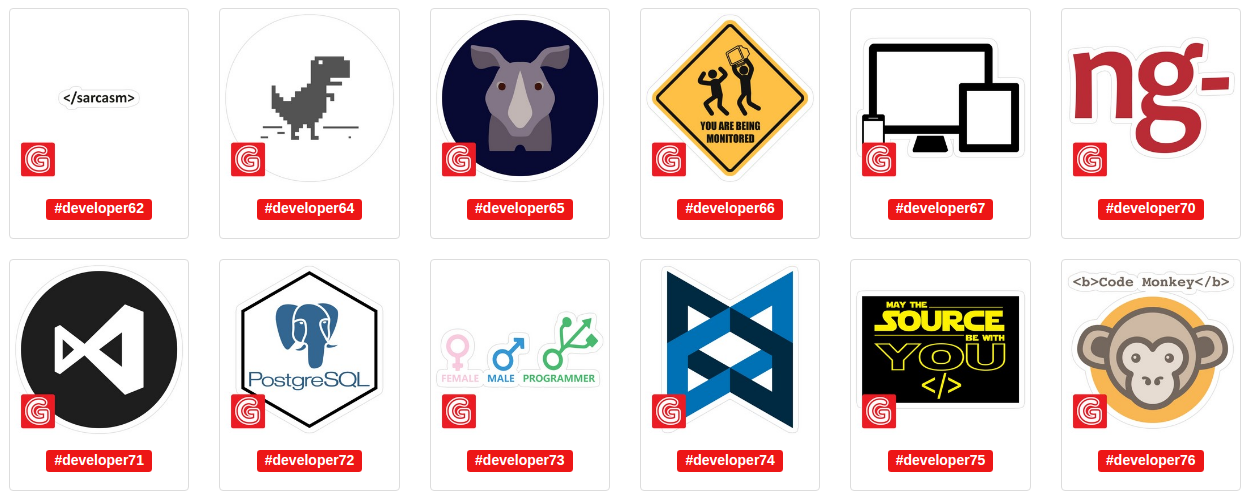 </sarcasm>
#developer62
#developer64
#developer65
YOU ARE BEING
MONITORED
#developer66
#developer67
ng-
#developer70
#developer71
PostgreSQL
#developer72
FEMALE MALE PROGRAMMER
#developer73
#developer74
MAY THE
SOURCE
BE WITH
YOU
</>
#developer75
<b>Code Monkey</b>
#developer76
G
G
G
G
G
G
G
G
G
G
G
G